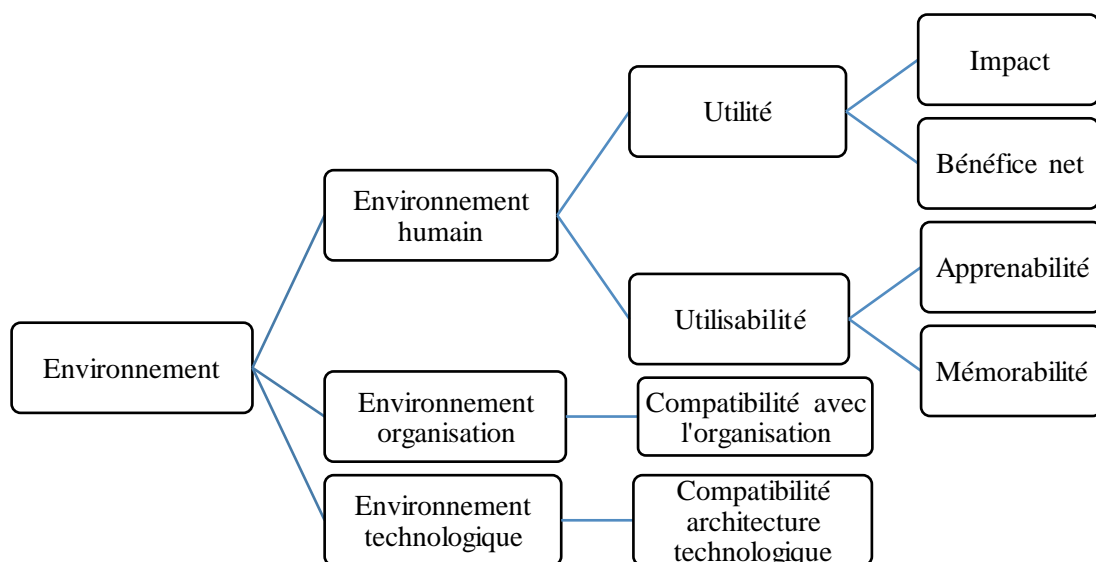 Environnement
Environnement
humain
Utilité
Impact
Bénéfice net
Utilisabilité
Apprenabilité
Mémorabilité
Environnement
organisation
Compatibilité avec
l'organisation
Environnement
technologique
Compatibilité
architecture
technologique